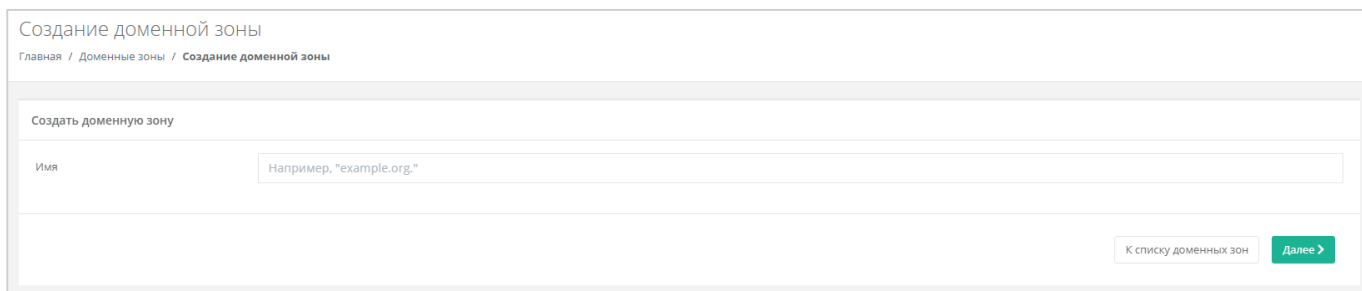 Создание доменной зоны
Главная / Доменные зоны / Создание доменной зоны
Создать доменную зону
Имя
Например, "example.org."
К списку доменных зон
Далее